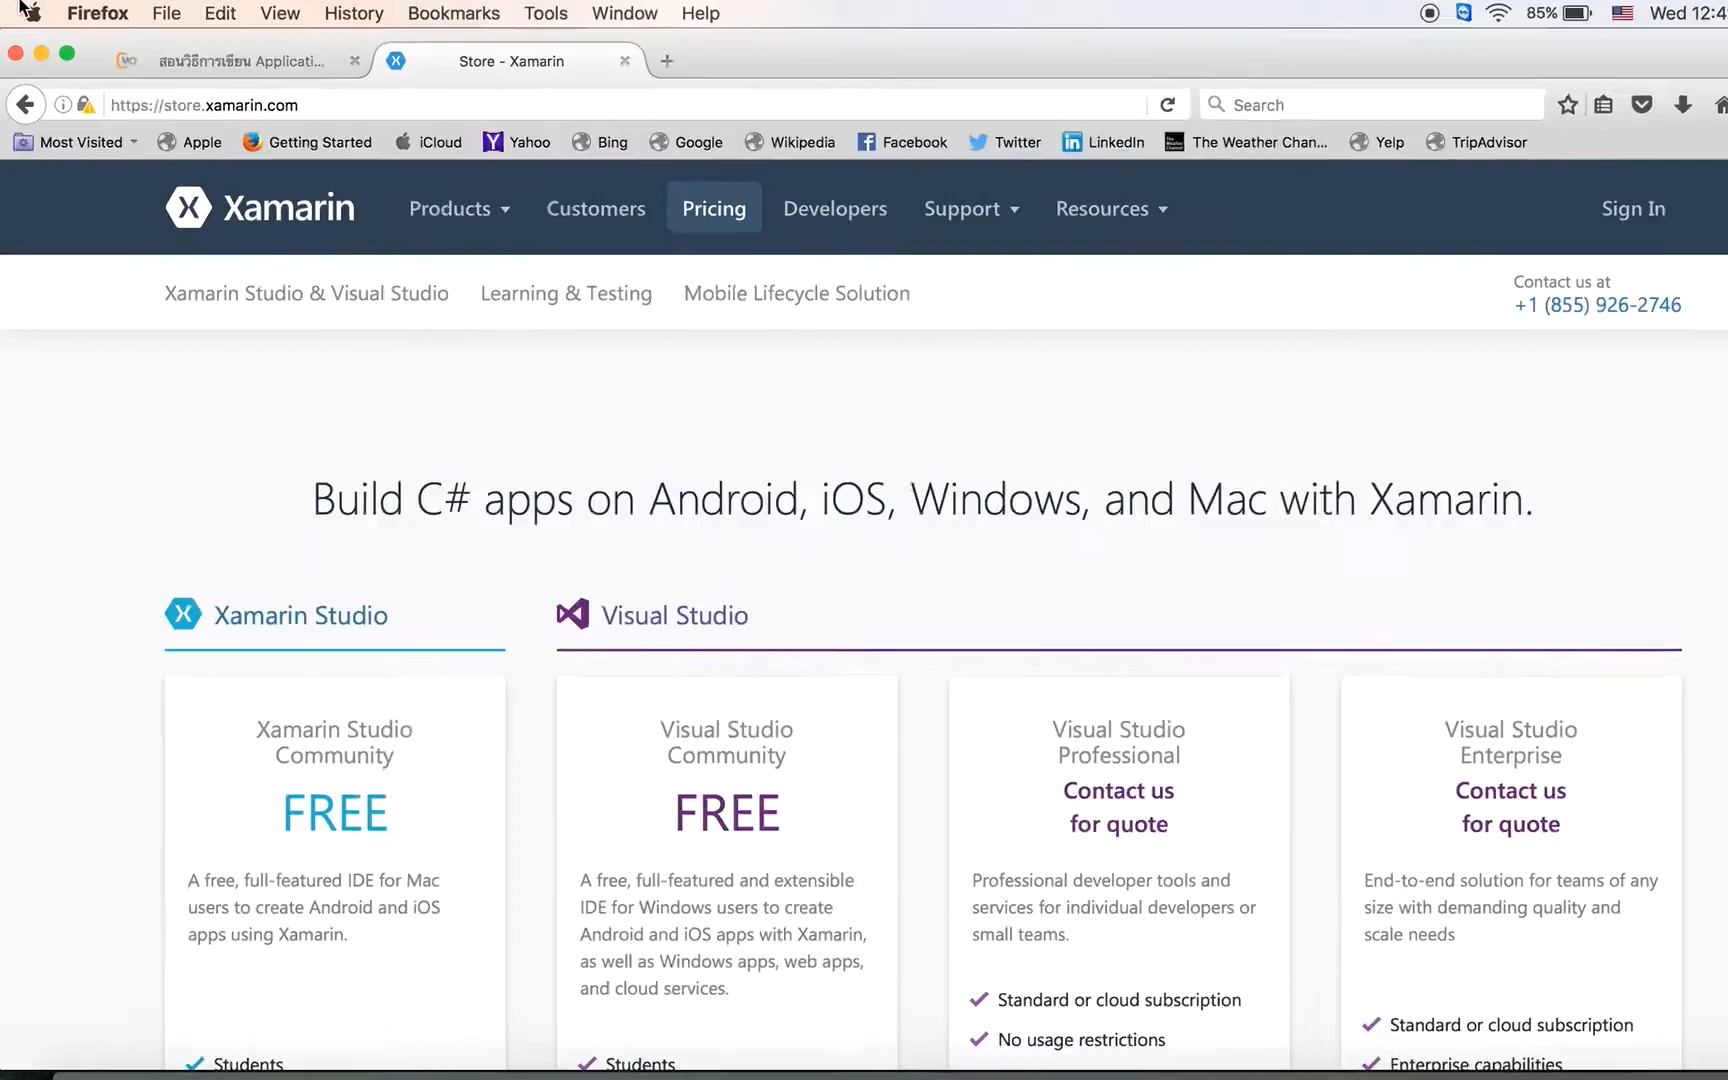 Firefox File Edit View History Bookmarks Tools Window Help 85% Wed 12:4
สอนวิธีการเขียน Applicati... Store - Xamarin
https://store.xamarin.com Search
Most Visited Apple Getting Started iCloud Yahoo Bing Google Wikipedia Facebook Twitter LinkedIn The Weather Chan... Yelp TripAdvisor
Xamarin Products Customers Pricing Developers Support Resources Sign In
Xamarin Studio & Visual Studio Learning & Testing Mobile Lifecycle Solution
Contact us at
+1 (855) 926-2746
Build C# apps on Android, iOS, Windows, and Mac with Xamarin.
Xamarin Studio
Visual Studio
Xamarin Studio
Community
FREE
A free, full-featured IDE for Mac
users to create Android and iOS
apps using Xamarin.
Students
Visual Studio
Community
FREE
A free, full-featured and extensible
IDE for Windows users to create
Android and iOS apps with Xamarin,
as well as Windows apps, web apps,
and cloud services.
Students
Visual Studio
Professional
Contact us
for quote
Professional developer tools and
services for individual developers or
small teams.
Standard or cloud subscription
No usage restrictions
Visual Studio
Enterprise
Contact us
for quote
End-to-end solution for teams of any
size with demanding quality and
scale needs
Standard or cloud subscription
Enterprise capabilities